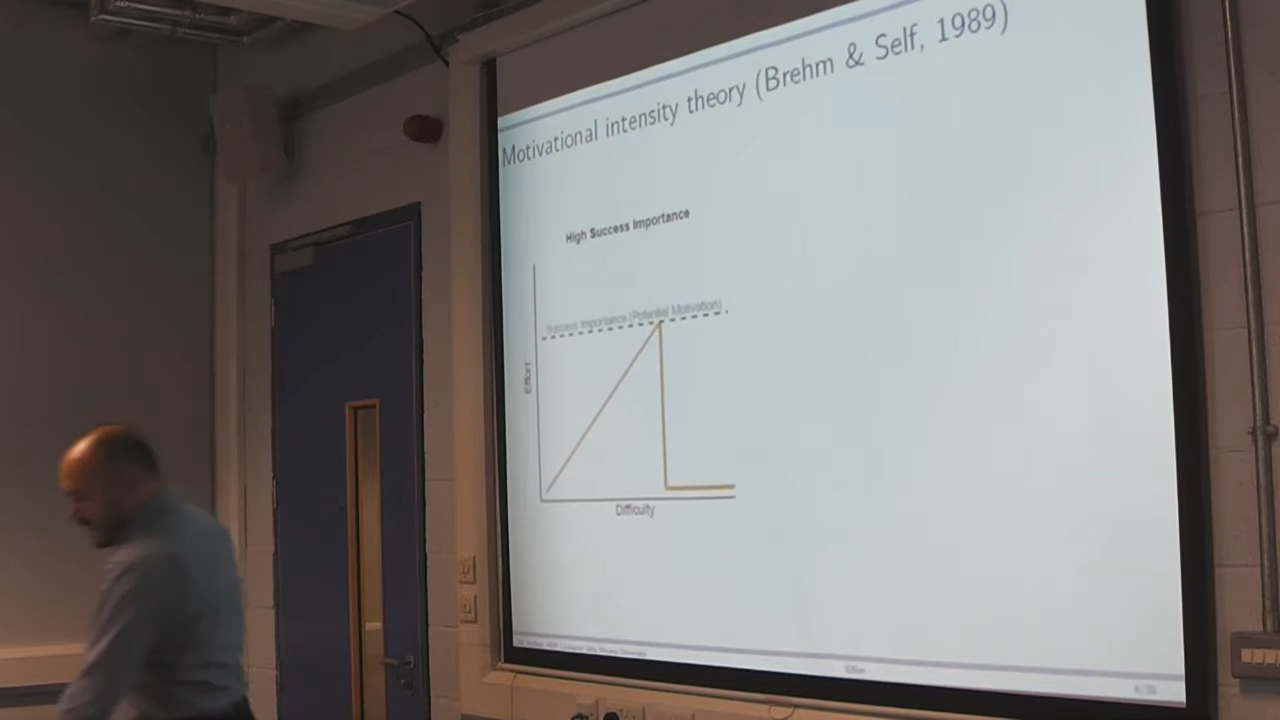 Motivational intensity theory (Brehm & Self, 1989)
High Success Importance
Success Importance (Potential Motivation)
Effort
Difficulty